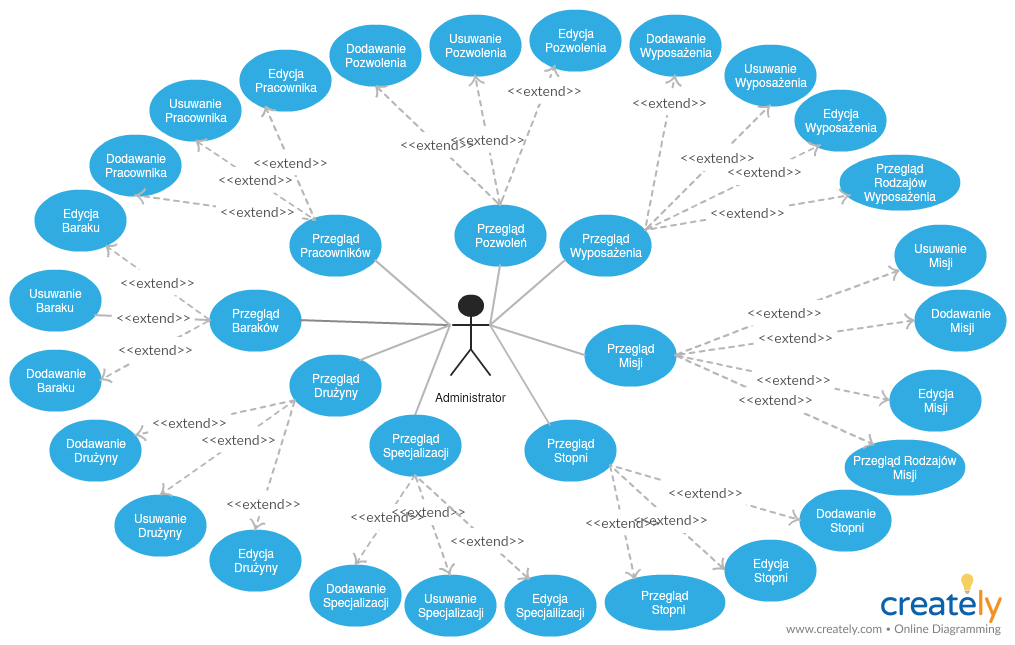 Dodawanie
Pozwolenia
Usuwanie
Pozwolenia
Edycja
Pozwolenia
Dodawanie
Wyposażenia
Usuwanie
Wyposażenia
Edycja
Wyposażenia
Przegląd
Rodzajów
Wyposażenia
Edycja
Pracownika
Usuwanie
Pracownika
Dodawanie
Pracownika
<<extend>>
<<extend>>
<<extend>>
<<extend>>
<<extend>>
<<extend>>
<<extend>>
<<extend>>
<<extend>>
<<extend>>
Przegląd
Pracowników
Przegląd
Pozwoleń
Przegląd
Wyposażenia
Edycja
Baraku
Usuwanie
Baraku
Dodawanie
Baraku
<<extend>>
<<extend>>
<<extend>>
Przegląd
Baraków
Administrator
Przegląd
Misji
<<extend>>
<<extend>>
<<extend>>
<<extend>>
Usuwanie
Misji
Dodawanie
Misji
Edycja
Misji
Przegląd Rodzajów
Misji
Przegląd
Drużyny
<<extend>>
<<extend>>
<<extend>>
Dodawanie
Drużyny
Usuwanie
Drużyny
Edycja
Drużyny
Przegląd
Specjalizacji
<<extend>>
<<extend>>
<<extend>>
Dodawanie
Specjalizacji
Usuwanie
Specjalizacji
Edycja
Specjailizacji
Przegląd
Stopni
<<extend>>
<<extend>>
<<extend>>
Dodawanie
Stopni
Edycja
Stopni
Przegląd
Stopni
creately
www.creately.com • Online Diagramming